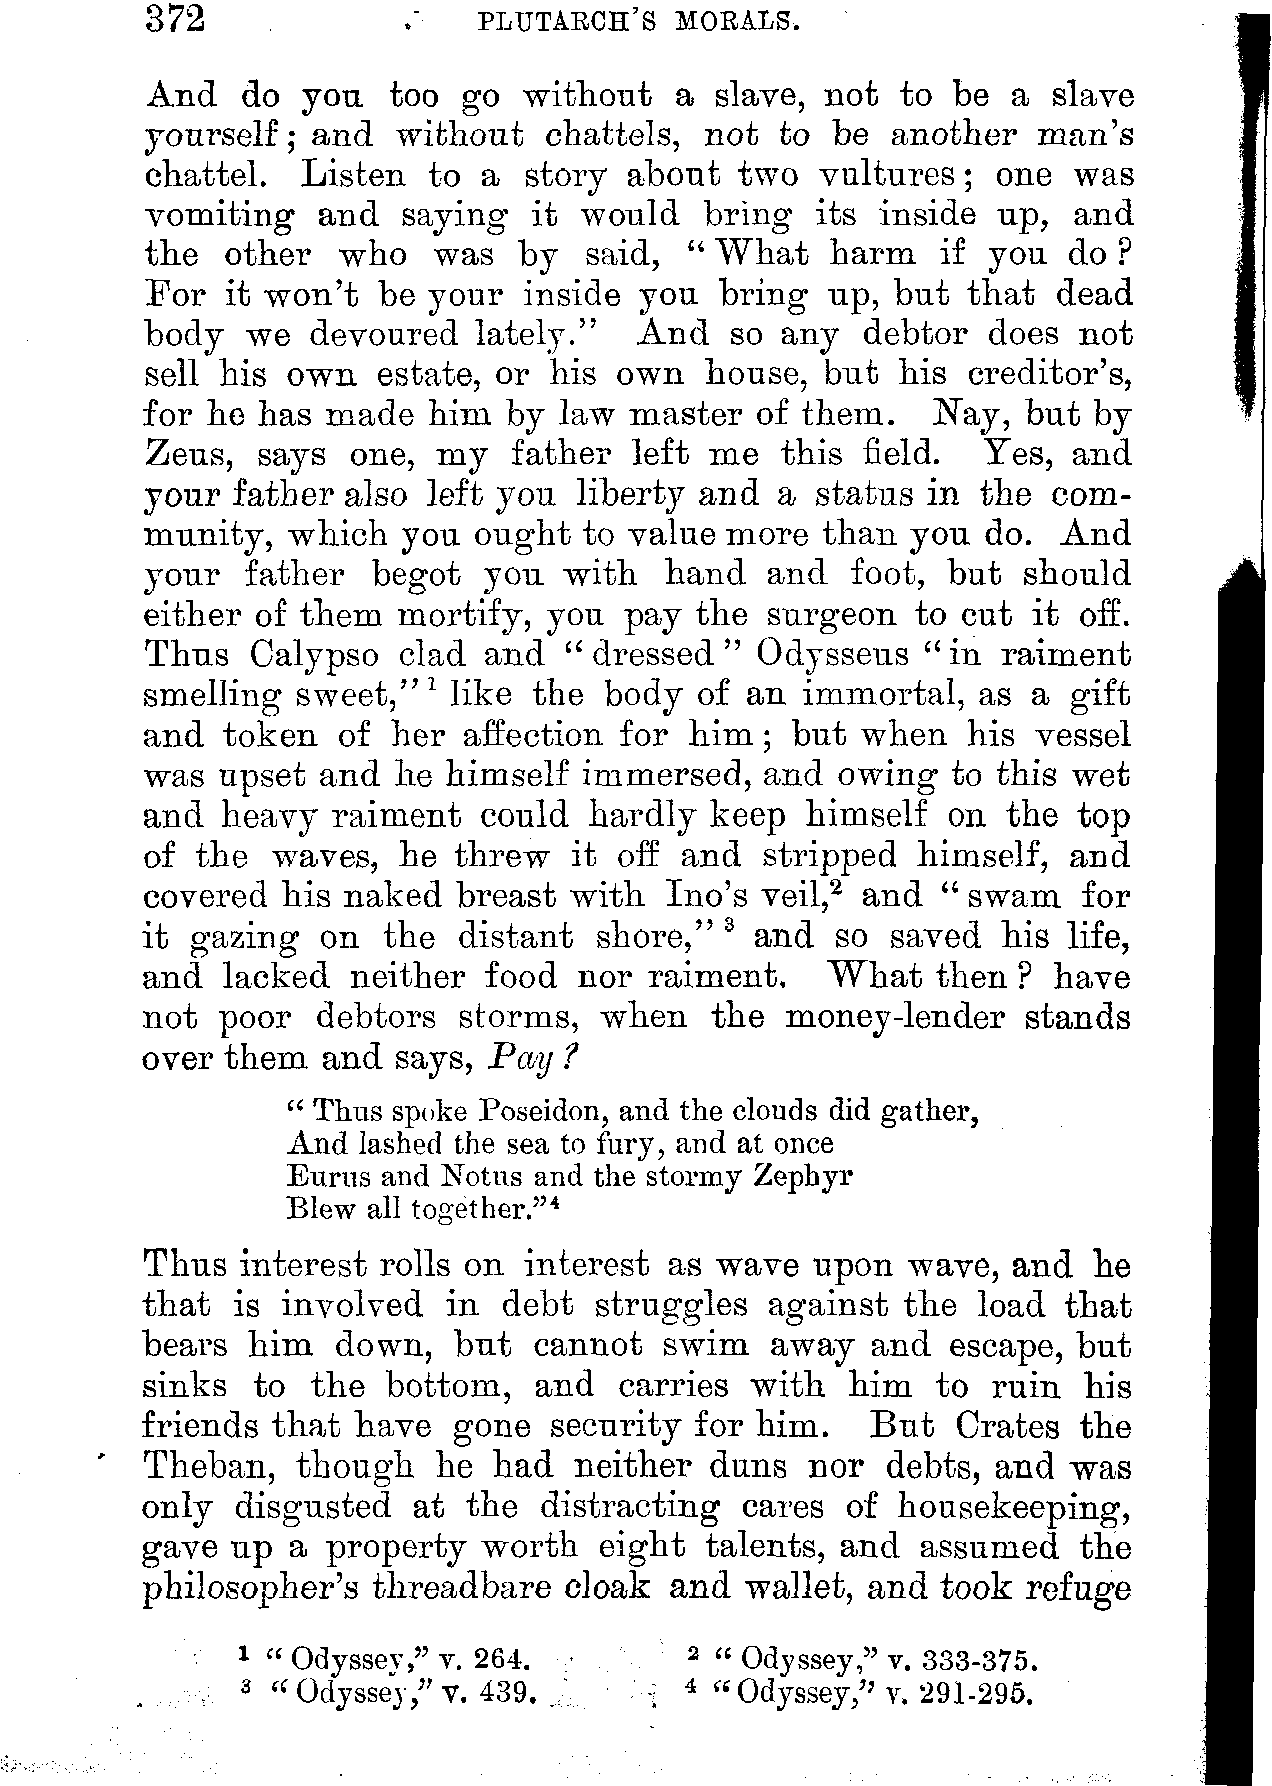 372 PLUTARCH'S MORALS.
And do you too go without a slave, not to be a slave
yourself; and without chattels, not to be another man's
chattel. Listen to a story about two vultures; one was
vomiting and saying it would bring its inside up, and
the other who was by said, "What harm if you do?
For it won't be your inside you bring up, but that dead
body we devoured lately." And so any debtor does not
sell his own estate, or his own house, but his creditor's,
for he has made him by law master of them. Nay, but by
Zeus, says one, my father left me this field. Yes, and
your father also left you liberty and a status in the com-
munity, which you ought to value more than you do. And
your father begot you with hand and foot, but should
either of them mortify, you pay the surgeon to cut it off.
Thus Calypso clad and "dressed" Odysseus "in raiment
smelling sweet,"¹ like the body of an immortal, as a gift
and token of her affection for him; but when his vessel
was upset and he himself immersed, and owing to this wet
and heavy raiment could hardly keep himself on the top
of the waves, he threw it off and stripped himself, and
covered his naked breast with Ino's veil,² and "swam for
it gazing on the distant shore,"³ and so saved his life,
and lacked neither food nor raiment. What then? have
not poor debtors storms, when the money-lender stands
over them and says, Pay?
"Thus spoke Poseidon, and the clouds did gather,
And lashed the sea to fury, and at once
Eurus and Notus and the stormy Zephyr
Blew all together."⁴
Thus interest rolls on interest as wave upon wave, and he
that is involved in debt struggles against the load that
bears him down, but cannot swim away and escape, but
sinks to the bottom, and carries with him to ruin his
friends that have gone security for him. But Crates the
Theban, though he had neither duns nor debts, and was
only disgusted at the distracting cares of housekeeping,
gave up a property worth eight talents, and assumed the
philosopher's threadbare cloak and wallet, and took refuge
¹ "Odyssey," v. 264. ² "Odyssey," v. 333-375.
³ "Odyssey," v. 439. ⁴ "Odyssey," v. 291-295.